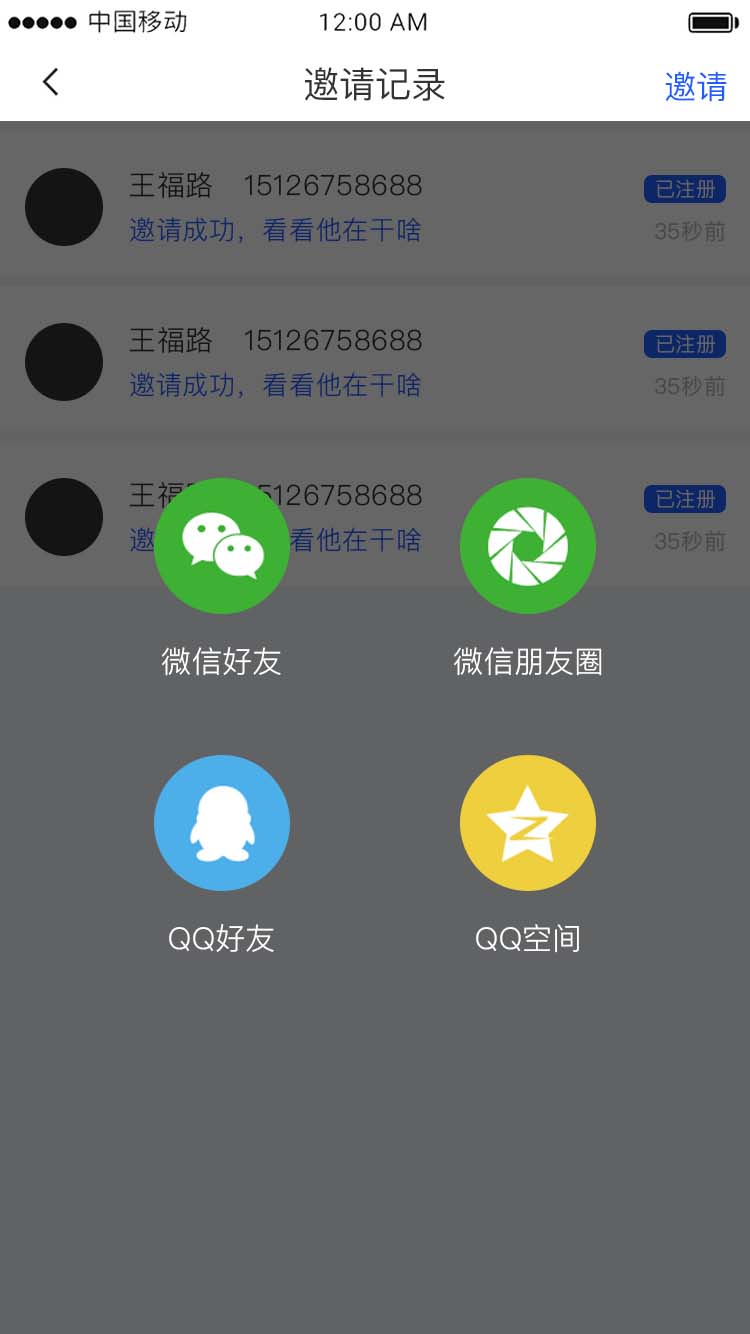 中国移动 12:00 AM
邀请记录 邀请
王福路 15126758688 已注册
邀请成功，看看他在干啥 35秒前
王福路 15126758688 已注册
邀请成功，看看他在干啥 35秒前
王福 5126758688 已注册
邀 看看他在干啥 35秒前
微信好友 微信朋友圈
QQ好友 QQ空间